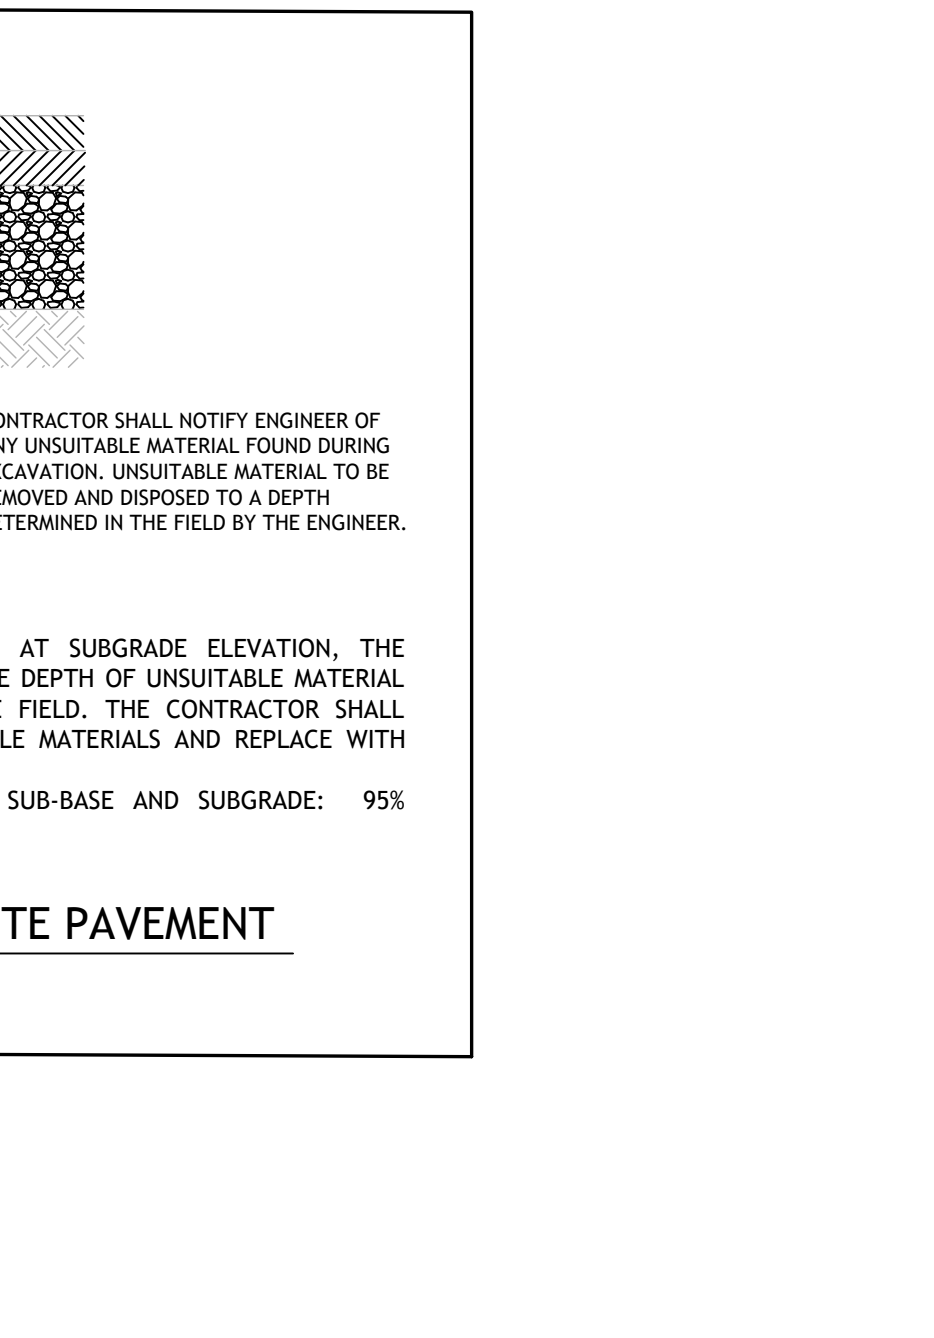 ONTRACTOR SHALL NOTIFY ENGINEER OF
NY UNSUITABLE MATERIAL FOUND DURING
XCAVATION. UNSUITABLE MATERIAL TO BE
EMOVED AND DISPOSED TO A DEPTH
ETERMINED IN THE FIELD BY THE ENGINEER.
AT SUBGRADE ELEVATION, THE
E DEPTH OF UNSUITABLE MATERIAL
E FIELD. THE CONTRACTOR SHALL
LE MATERIALS AND REPLACE WITH
SUB-BASE AND SUBGRADE: 95%
TE PAVEMENT